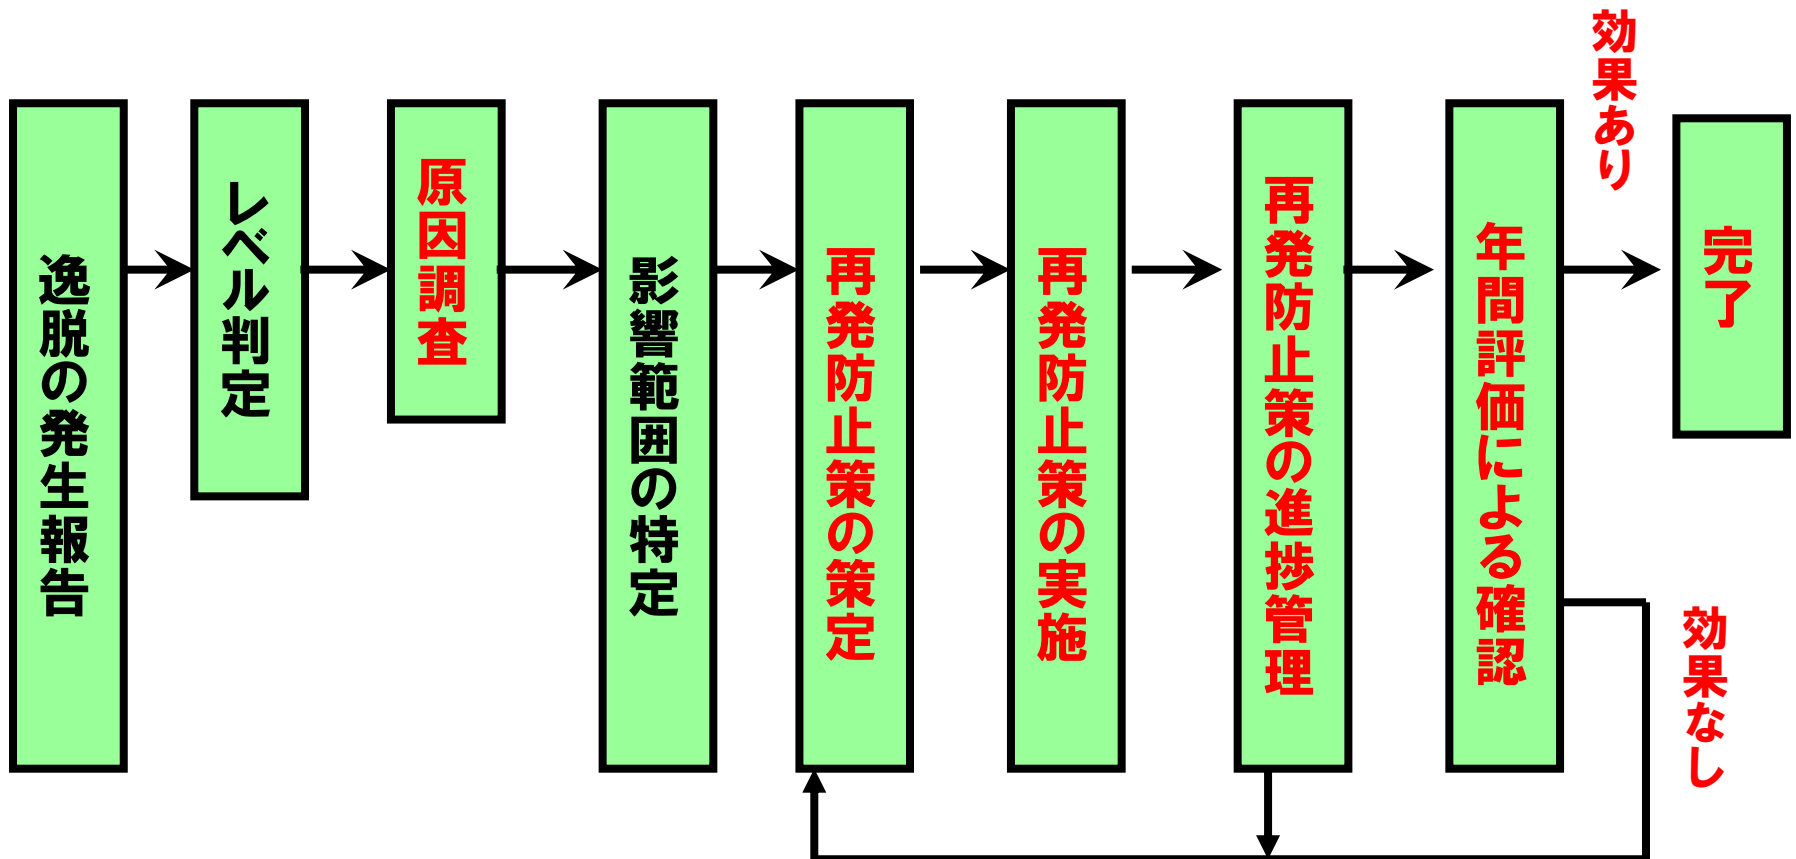 逸脱の発生報告
レベル判定
原因調査
影響範囲の特定
再発防止策の策定
再発防止策の実施
再発防止策の進捗管理
年間評価による確認
効果あり
完了
効果なし